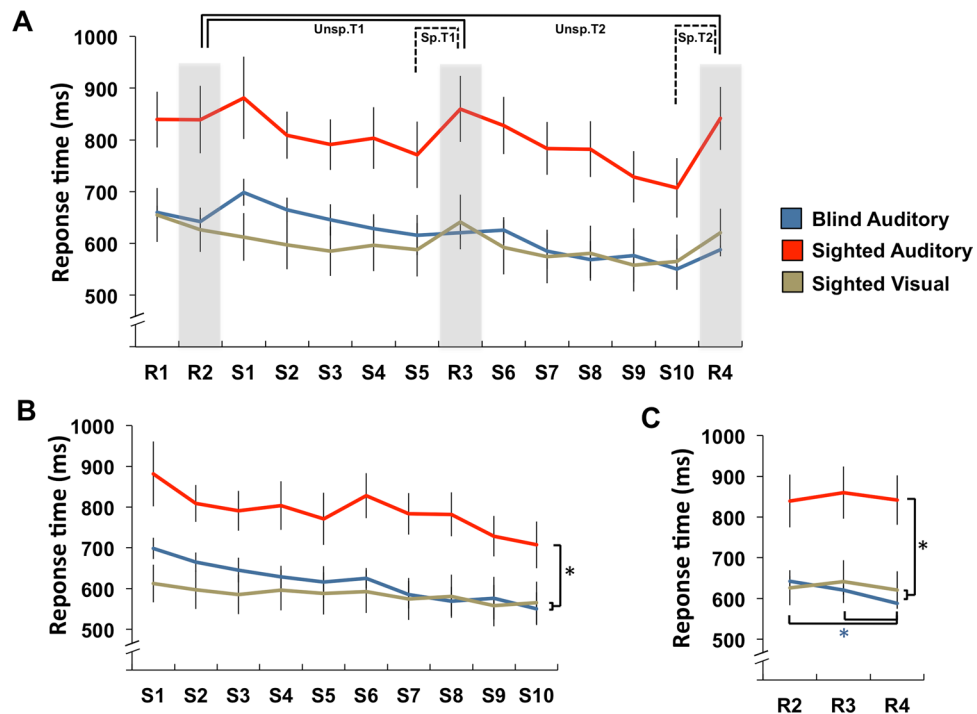 A
Unsp.T1
Sp.T1
Unsp.T2
Sp.T2
1000
900
800
700
600
500
Reponse time (ms)
R1 R2 S1 S2 S3 S4 S5 R3 S6 S7 S8 S9 S10 R4
Blind Auditory
Sighted Auditory
Sighted Visual
B
1000
900
800
700
600
500
Reponse time (ms)
*
S1 S2 S3 S4 S5 S6 S7 S8 S9 S10
C
1000
900
800
700
600
500
Reponse time (ms)
*
*
R2 R3 R4